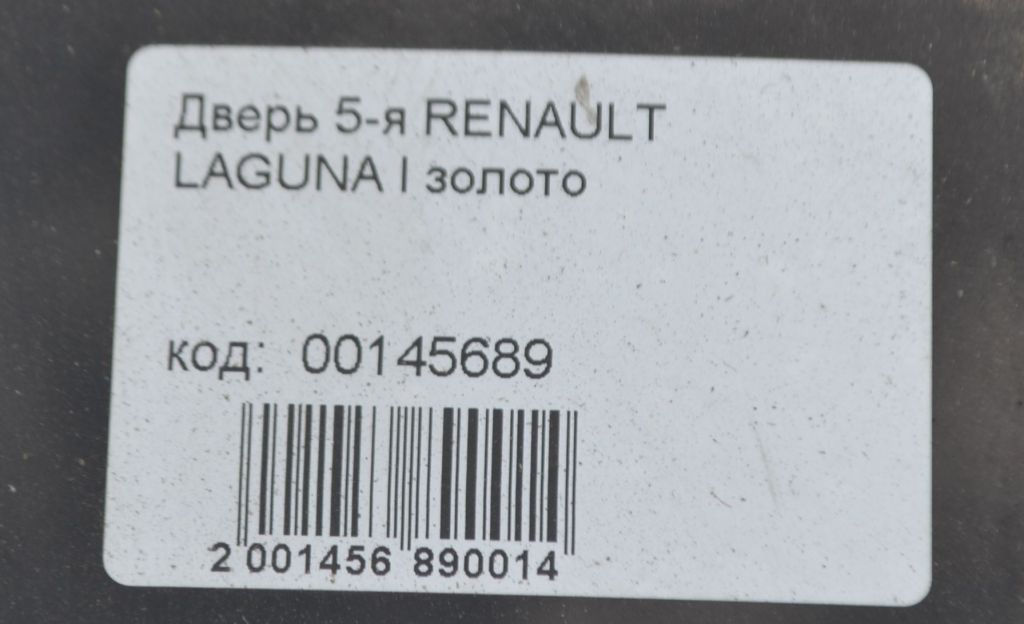 Дверь 5-я RENAULT
LAGUNA I золото
код: 00145689
2 001456 890014